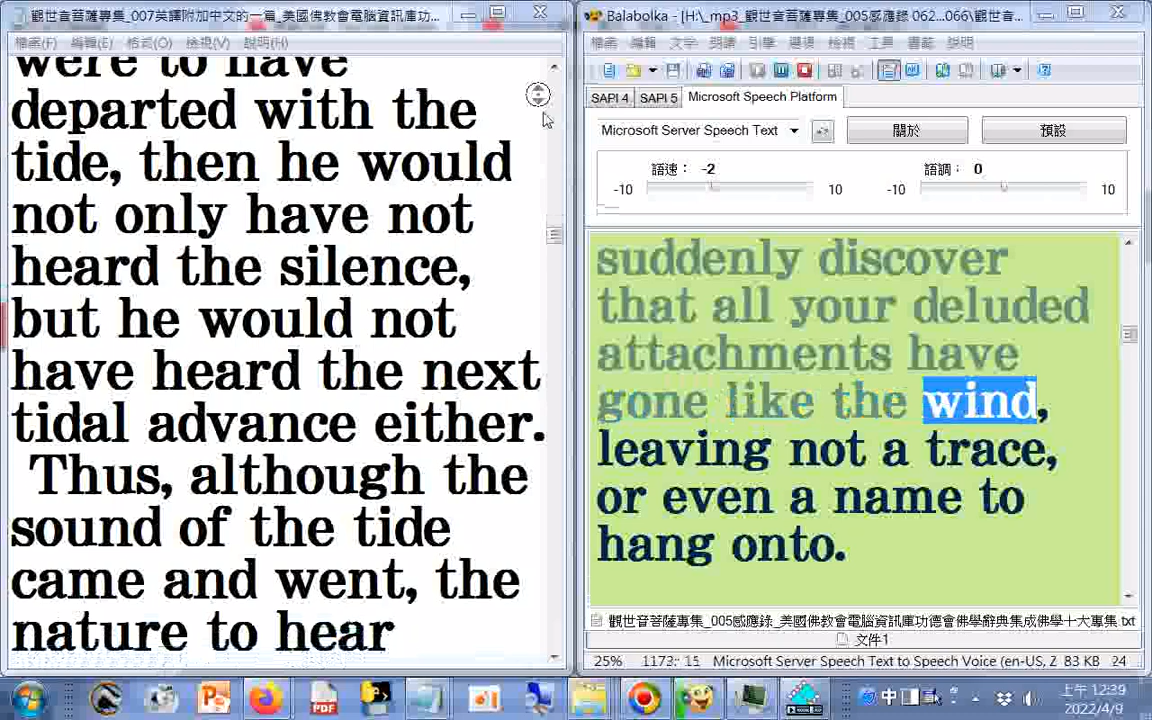 觀世音菩薩專集_007英譯附加中文的一篇_美國佛教會電腦資訊庫功...
檔案(F) 編輯(E) 格式(O) 檢視(V) 說明(H)
were to have
departed with the
tide, then he would
not only have not
heard the silence,
but he would not
have heard the next
tidal advance either.
Thus, although the
sound of the tide
came and went, the
nature to hear
Balabolka - [H:\_mp3_觀世音菩薩專集_005感應錄 062...066\觀世音...
檔案 編輯 文字 朗讀 引擎 選項 檢視 工具 書籤 說明
SAPI 4 SAPI 5 Microsoft Speech Platform
Microsoft Server Speech Text 關於 預設
語速： -2 語調： 0
-10 10 -10 10
suddenly discover
that all your deluded
attachments have
gone like the wind,
leaving not a trace,
or even a name to
hang onto.
觀世音菩薩專集_005感應錄_美國佛教會電腦資訊庫功德會佛學辭典集成佛學十大專集.txt
文件1
25% 1173: 15 Microsoft Server Speech Text to Speech Voice (en-US, Z 83 KB 24
中 上午 12:39
2022/4/9